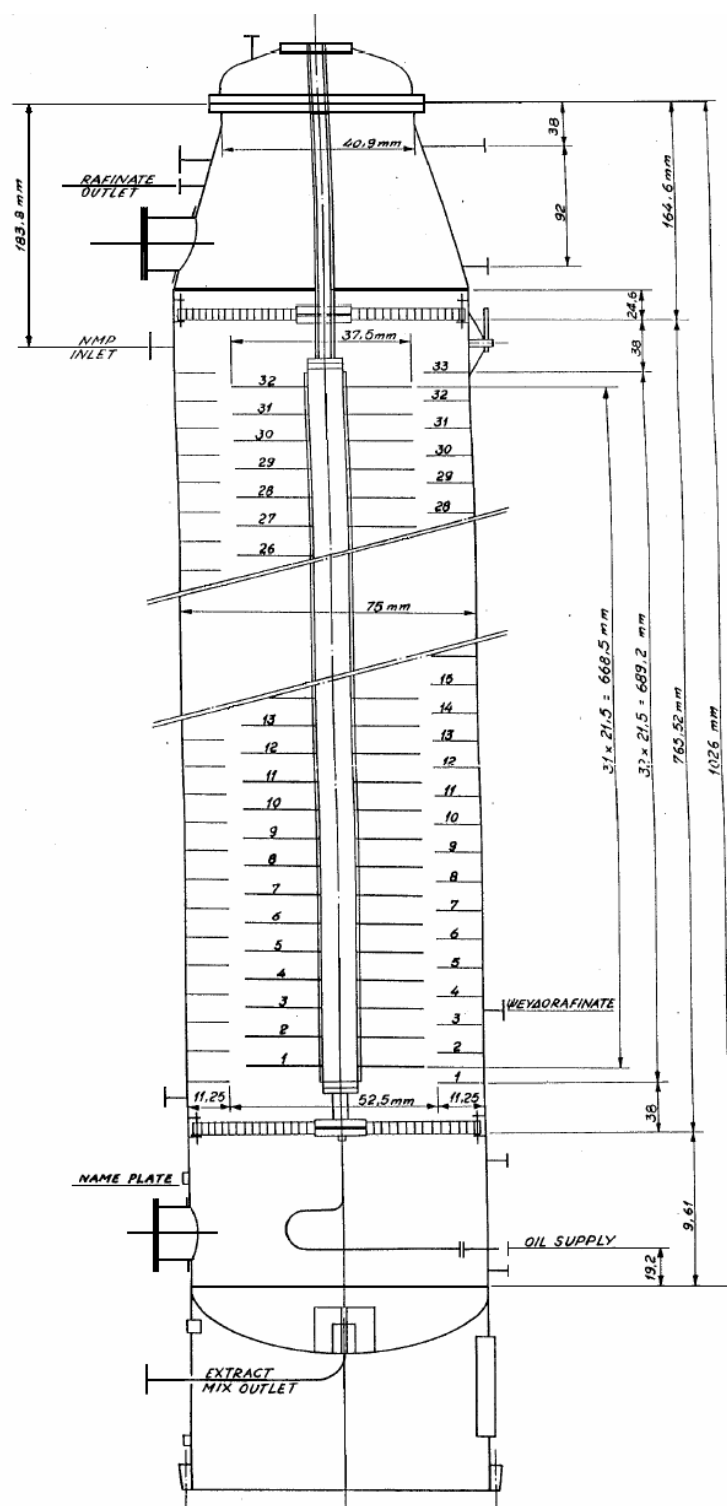 38
40,9mm
RAFINATE
OUTLET
183,8 mm
92
164,6 mm
24,6
NMP
INLET
37,5mm
38
33
32
32
31
31
30
30
29
29
28
28
27
26
75 mm
15
14
13
13
12
12
11
11
10
10
9
9
8
8
7
7
6
6
5
5
4
4
3
3
2
2
1
1
31 x 21,5 = 668,5 mm
x 21,5 = 689,2 mm
765,52 mm
1026 mm
WEYDORAFINATE
11,25
52,5mm
11,25
38
NAME PLATE
9,61
OIL SUPPLY
19,2
EXTRACT
MIX OUTLET